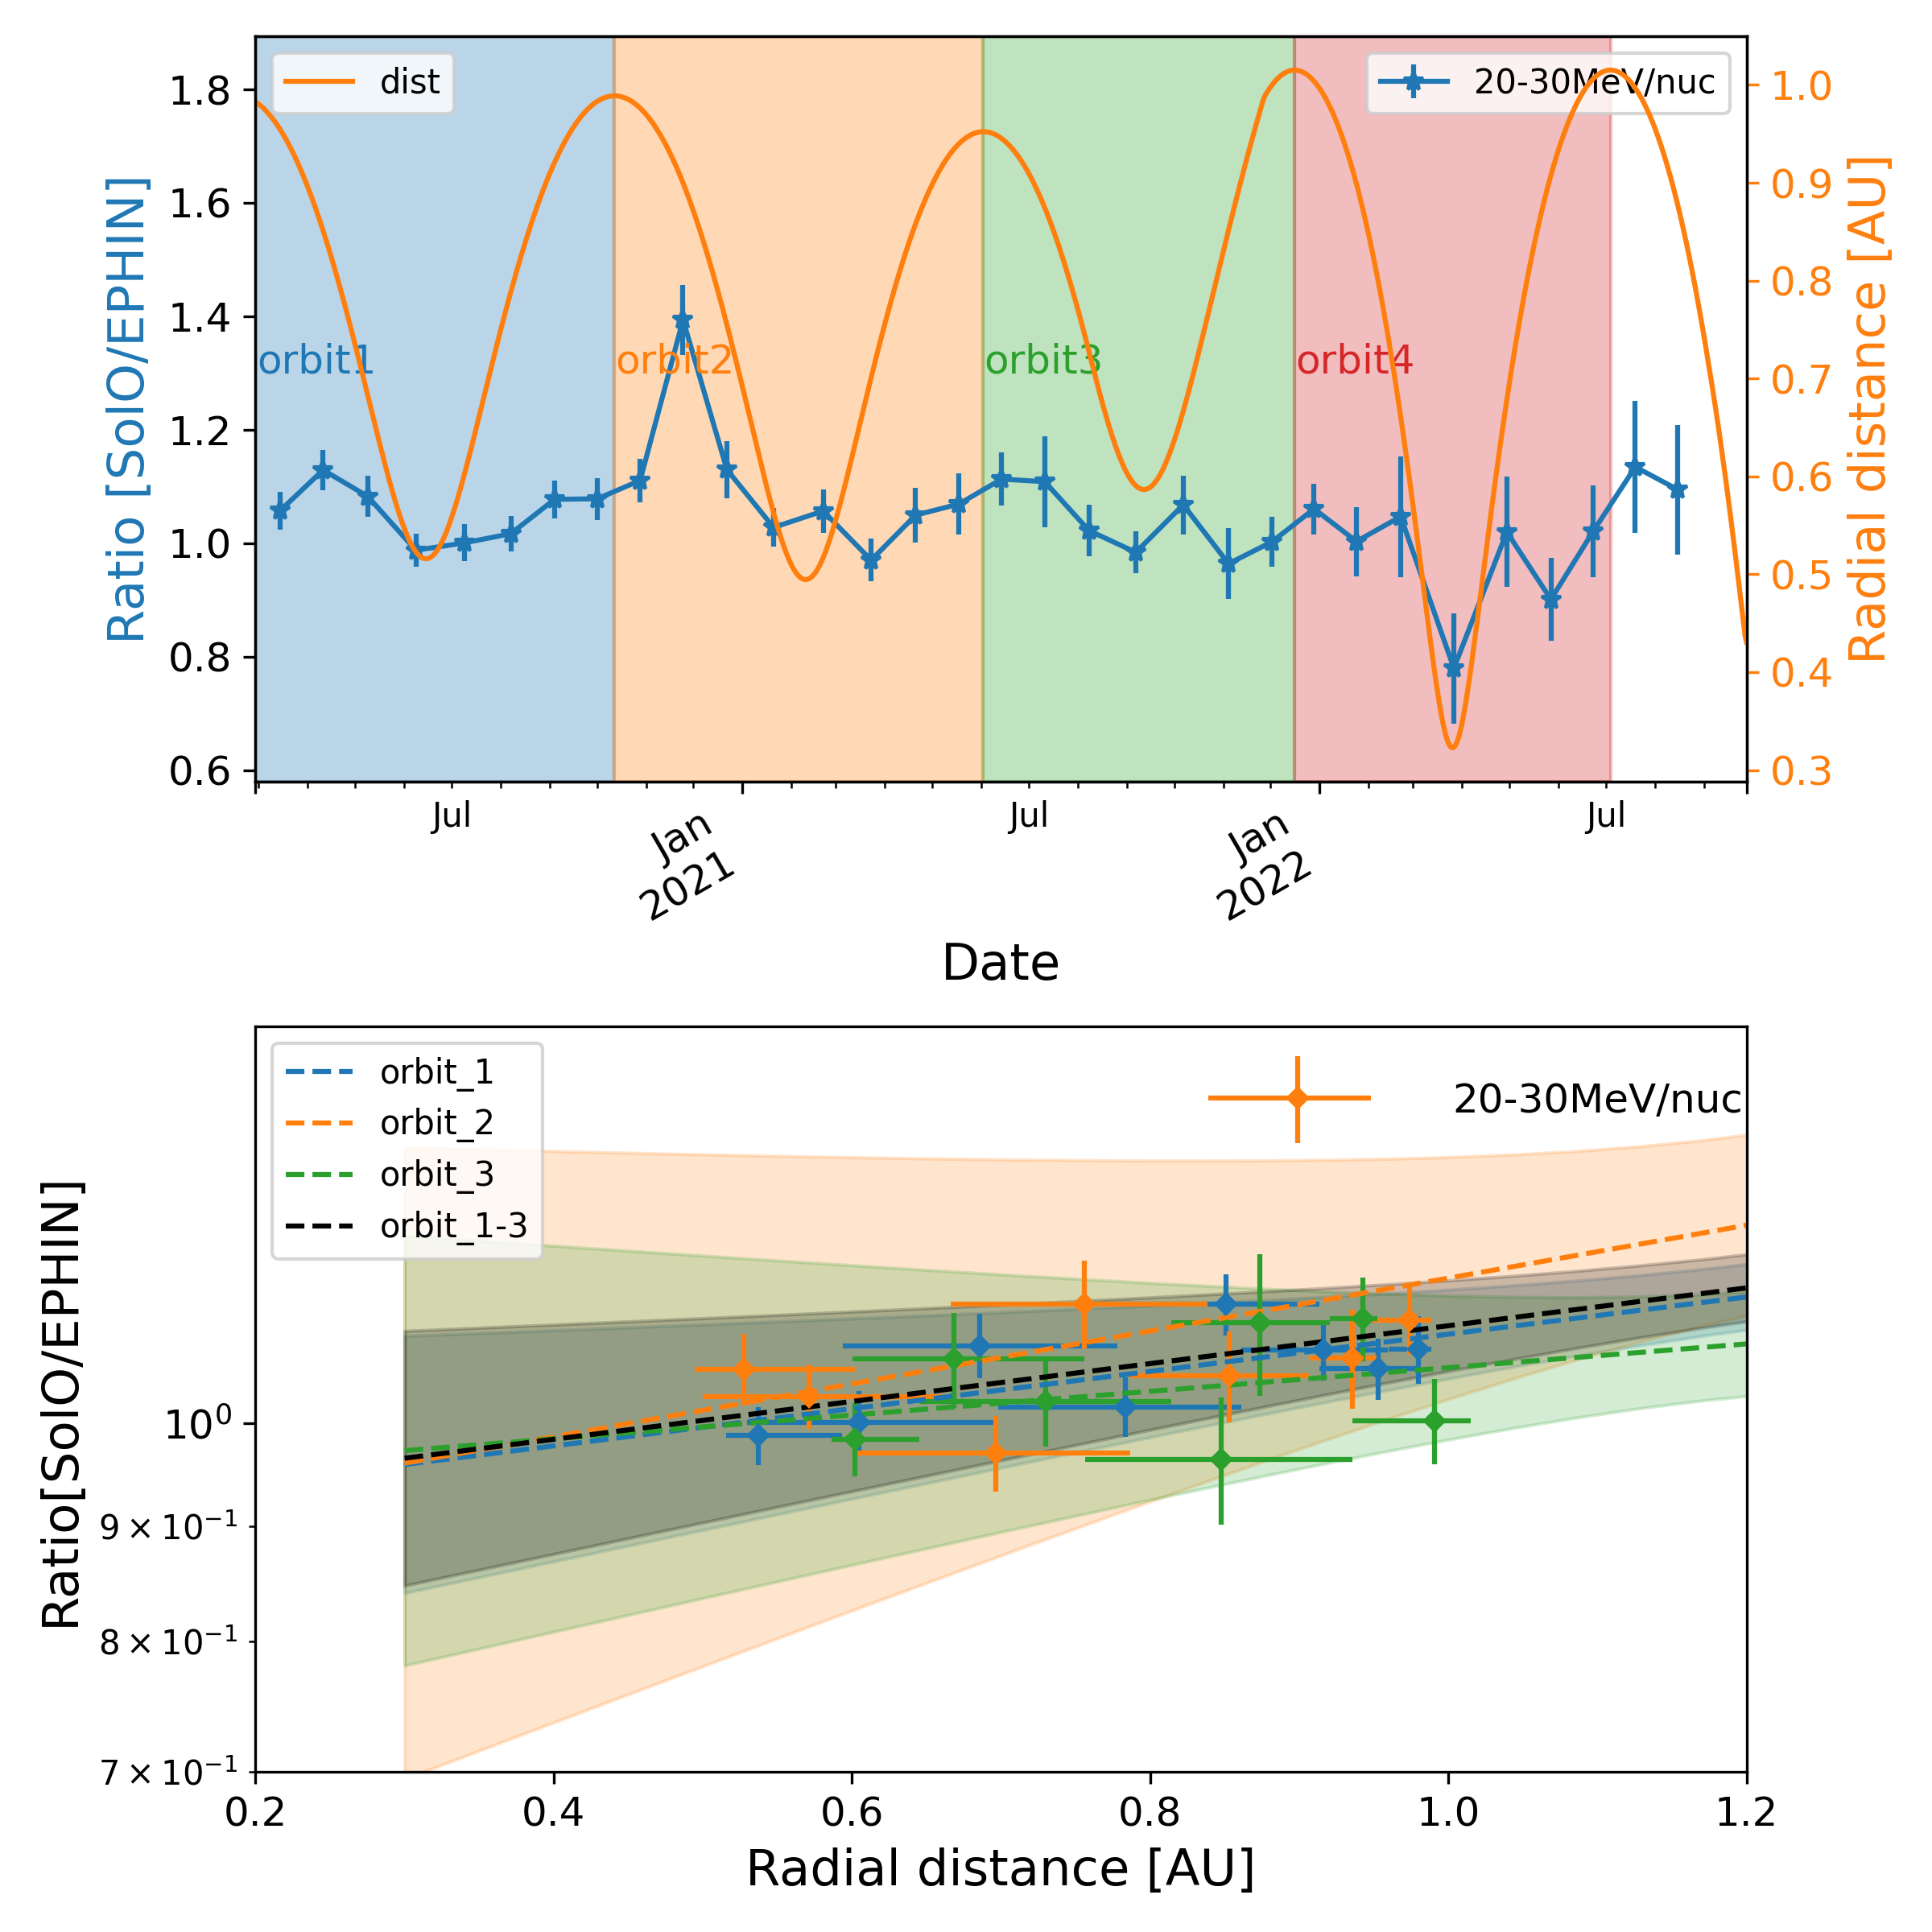 dist
20-30MeV/nuc
1.8
1.6
1.4
1.2
1.0
0.8
0.6
Ratio [SolO/EPHIN]
orbit1
orbit2
orbit3
orbit4
1.0
0.9
0.8
0.7
0.6
0.5
0.4
0.3
Radial distance [AU]
Jul
Jan
2021
Jul
Jan
2022
Jul
Date
orbit_1
orbit_2
orbit_3
orbit_1-3
20-30MeV/nuc
10⁰
9 × 10⁻¹
8 × 10⁻¹
7 × 10⁻¹
Ratio[SolO/EPHIN]
0.2
0.4
0.6
0.8
1.0
1.2
Radial distance [AU]